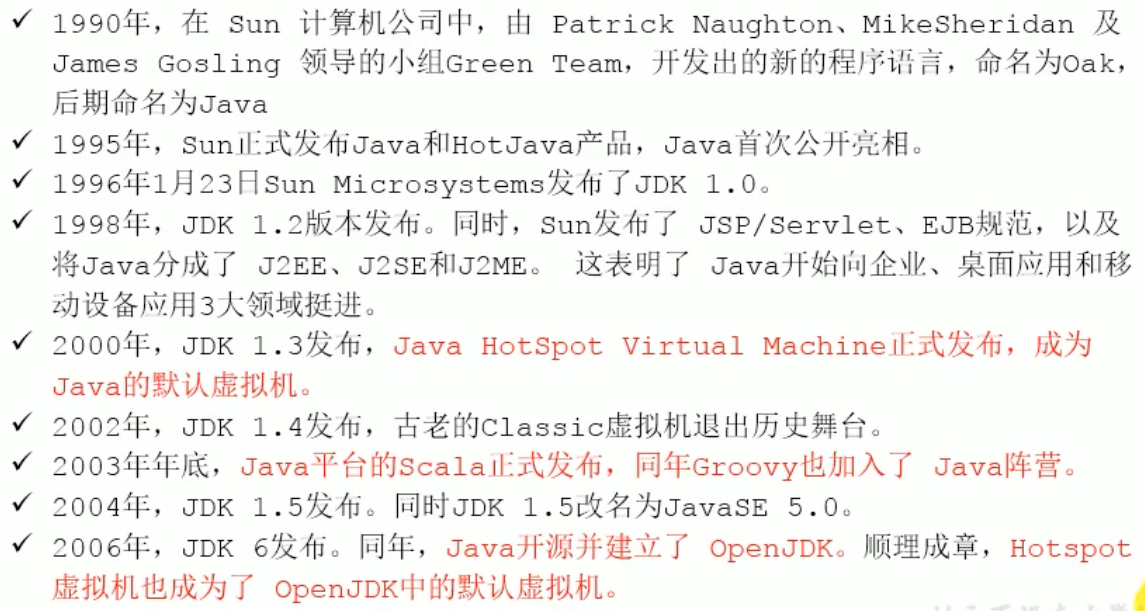 ✓ 1990年，在 Sun 计算机公司中，由 Patrick Naughton、MikeSheridan 及
James Gosling 领导的小组Green Team，开发出的新的程序语言，命名为Oak，
后期命名为Java
✓ 1995年，Sun正式发布Java和HotJava产品，Java首次公开亮相。
✓ 1996年1月23日Sun Microsystems发布了JDK 1.0。
✓ 1998年，JDK 1.2版本发布。同时，Sun发布了 JSP/Servlet、EJB规范，以及
将Java分成了 J2EE、J2SE和J2ME。 这表明了 Java开始向企业、桌面应用和移
动设备应用3大领域挺进。
✓ 2000年，JDK 1.3发布，Java HotSpot Virtual Machine正式发布，成为
Java的默认虚拟机。
✓ 2002年，JDK 1.4发布，古老的Classic虚拟机退出历史舞台。
✓ 2003年年底，Java平台的Scala正式发布，同年Groovy也加入了 Java阵营。
✓ 2004年，JDK 1.5发布。同时JDK 1.5改名为JavaSE 5.0。
✓ 2006年，JDK 6发布。同年，Java开源并建立了 OpenJDK。顺理成章，Hotspot
虚拟机也成为了 OpenJDK中的默认虚拟机。